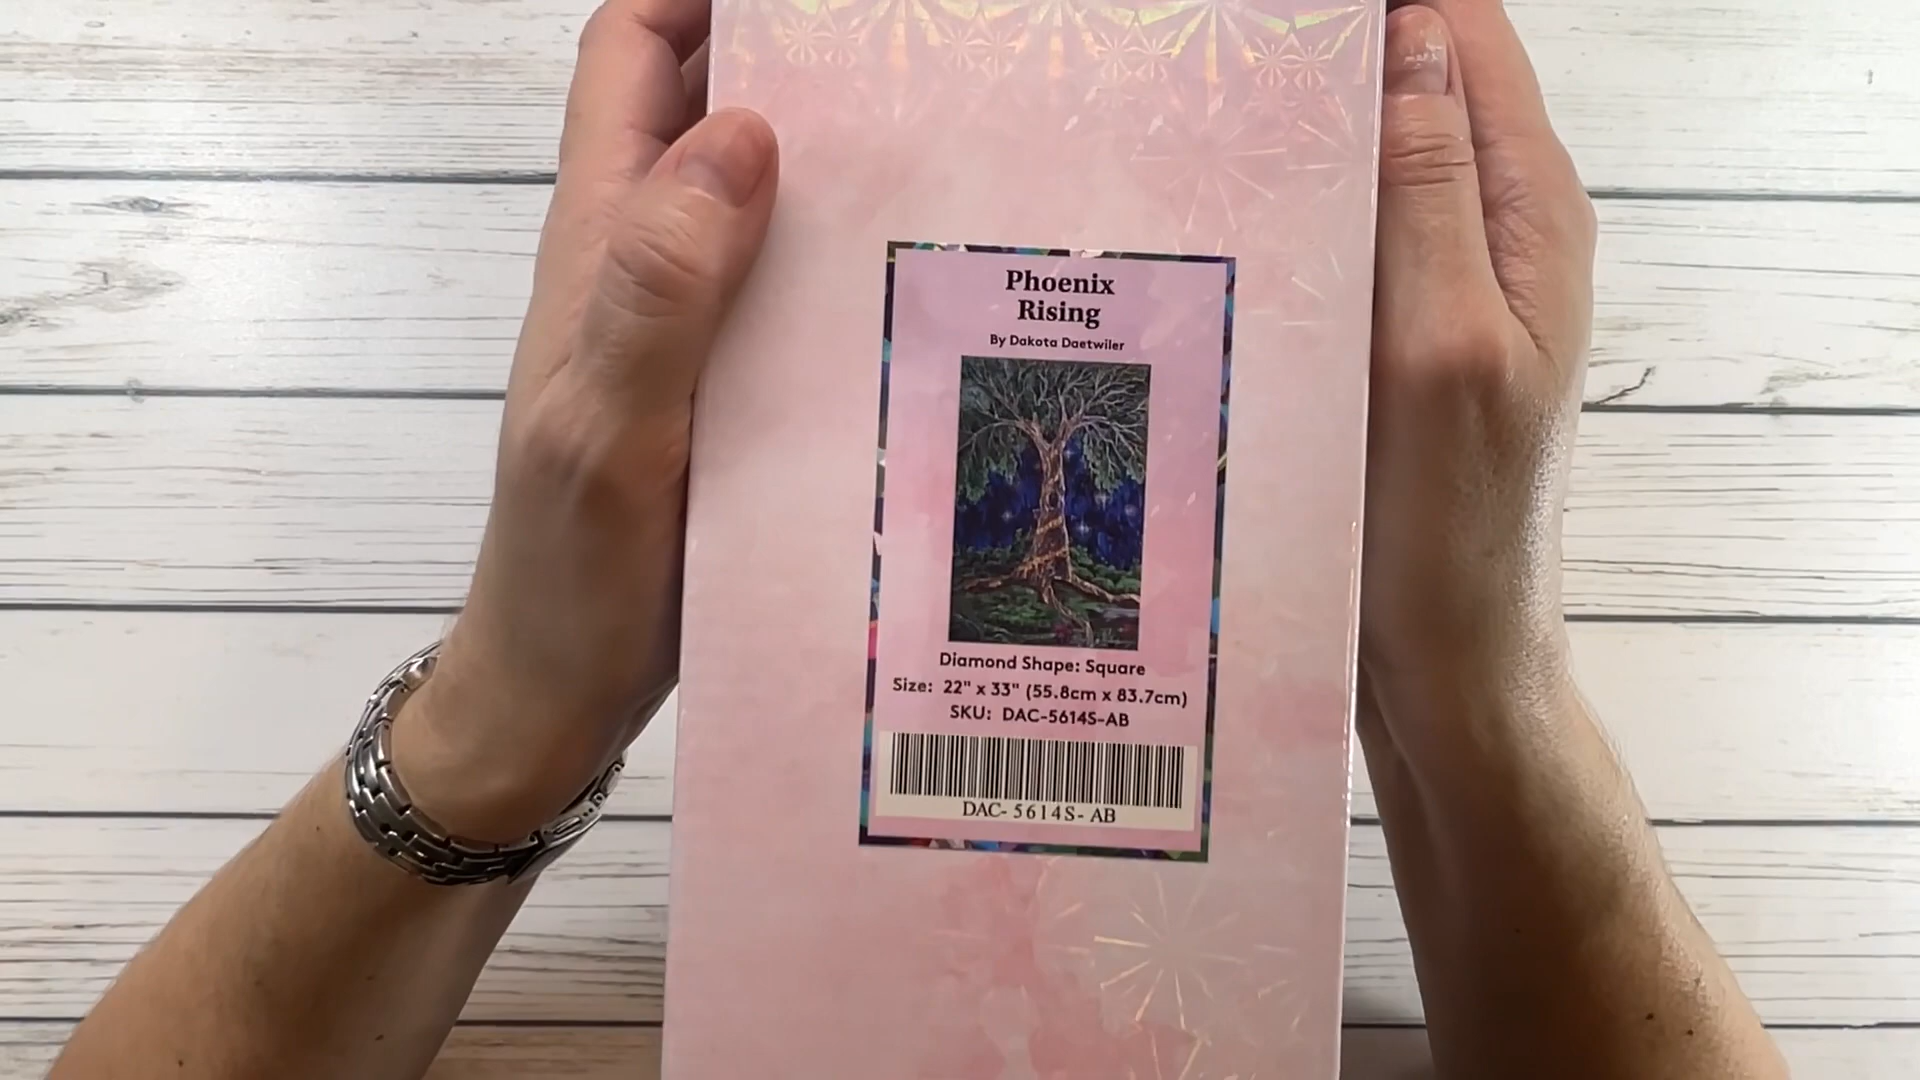 Phoenix
Rising
By Dakota Daetwiler
Diamond Shape: Square
Size: 22" x 33" (55.8cm x 83.7cm)
SKU: DAC-5614S-AB
DAC- 5614S- AB